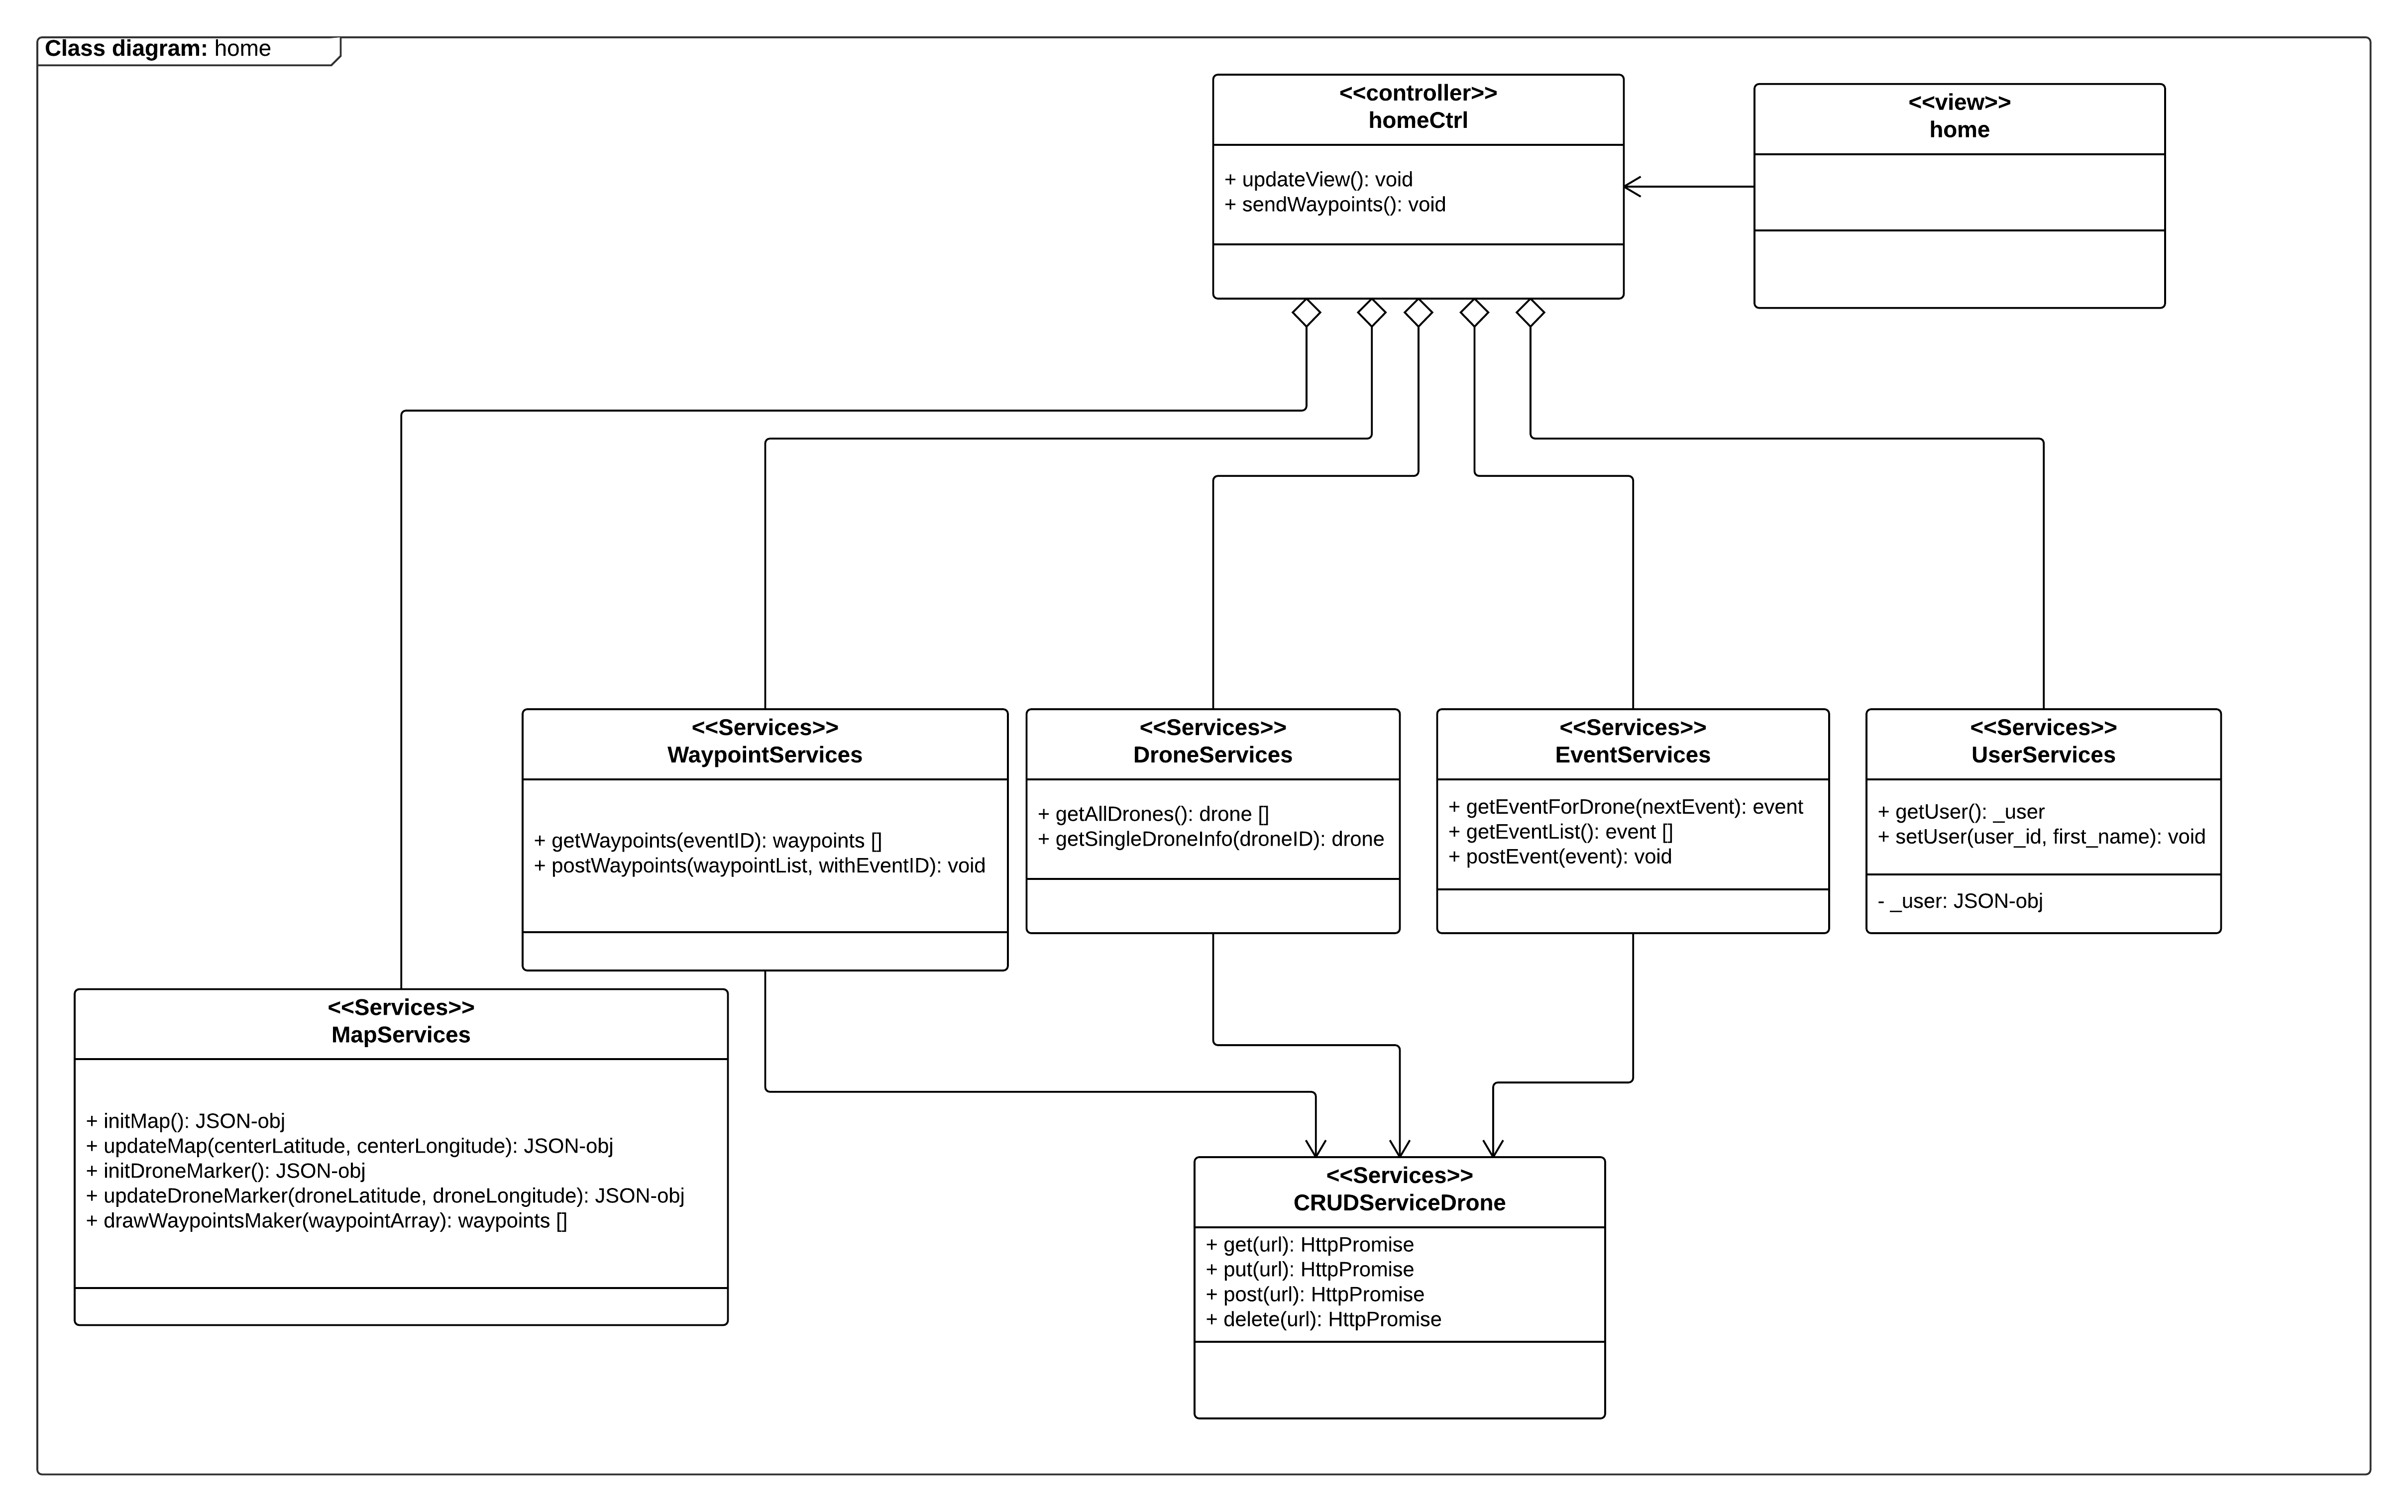 Class diagram: home
<<controller>>
homeCtrl
+ updateView(): void
+ sendWaypoints(): void
<<view>>
home
<<Services>>
WaypointServices
+ getWaypoints(eventID): waypoints []
+ postWaypoints(waypointList, withEventID): void
<<Services>>
DroneServices
+ getAllDrones(): drone []
+ getSingleDroneInfo(droneID): drone
<<Services>>
EventServices
+ getEventForDrone(nextEvent): event
+ getEventList(): event []
+ postEvent(event): void
<<Services>>
UserServices
+ getUser(): _user
+ setUser(user_id, first_name): void
- _user: JSON-obj
<<Services>>
MapServices
+ initMap(): JSON-obj
+ updateMap(centerLatitude, centerLongitude): JSON-obj
+ initDroneMarker(): JSON-obj
+ updateDroneMarker(droneLatitude, droneLongitude): JSON-obj
+ drawWaypointsMaker(waypointArray): waypoints []
<<Services>>
CRUDServiceDrone
+ get(url): HttpPromise
+ put(url): HttpPromise
+ post(url): HttpPromise
+ delete(url): HttpPromise